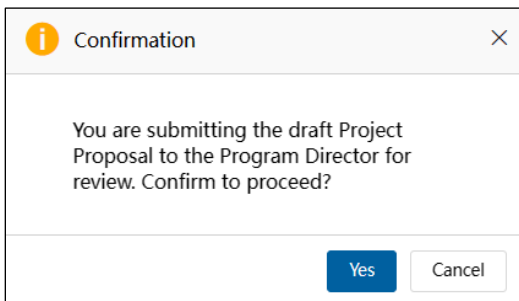 Confirmation
You are submitting the draft Project
Proposal to the Program Director for
review. Confirm to proceed?
Yes
Cancel